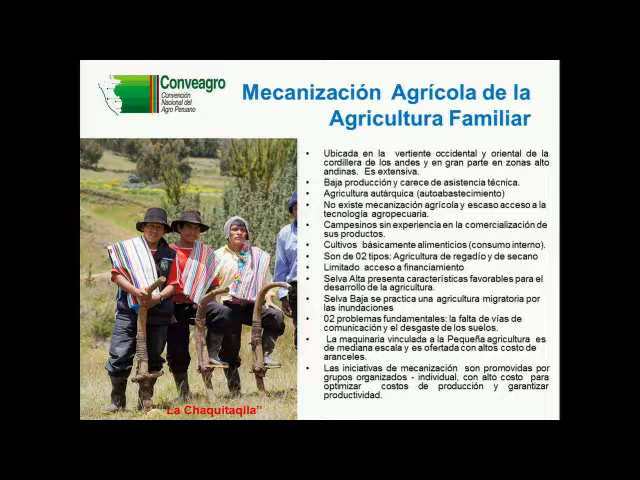 Conveagro
Convención
Nacional del
Agro Peruano
Mecanización Agrícola de la
Agricultura Familiar
• Ubicada en la vertiente occidental y oriental de la
cordillera de los andes y en gran parte en zonas alto
andinas. Es extensiva.
• Baja producción y carece de asistencia técnica.
• Agricultura autárquica (autoabastecimiento)
• No existe mecanización agrícola y escaso acceso a la
tecnología agropecuaria.
• Campesinos sin experiencia en la comercialización de
sus productos.
• Cultivos básicamente alimenticios (consumo interno).
• Son de 02 tipos: Agricultura de regadío y de secano
• Limitado acceso a financiamiento
• Selva Alta presenta características favorables para el
desarrollo de la agricultura.
• Selva Baja se practica una agricultura migratoria por
las inundaciones
• 02 problemas fundamentales: la falta de vías de
comunicación y el desgaste de los suelos.
• La maquinaria vinculada a la Pequeña agricultura es
de mediana escala y es ofertada con altos costo de
aranceles.
• Las iniciativas de mecanización son promovidas por
grupos organizados - individual, con alto costo para
optimizar costos de producción y garantizar
productividad.
"La Chaquitaqlla"